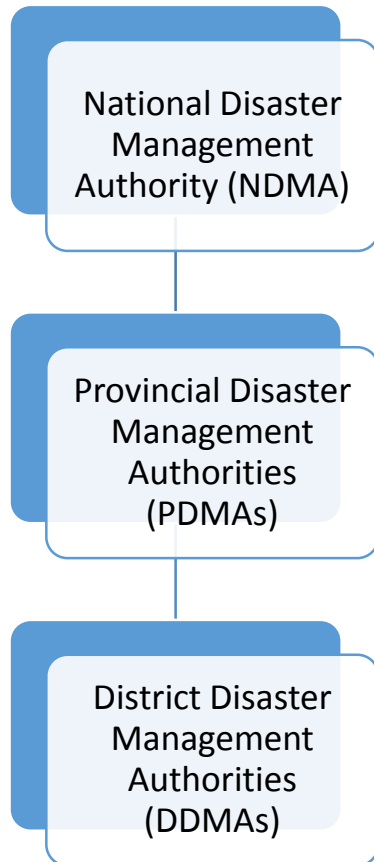 National Disaster
Management
Authority (NDMA)
Provincial Disaster
Management
Authorities
(PDMAs)
District Disaster
Management
Authorities
(DDMAs)